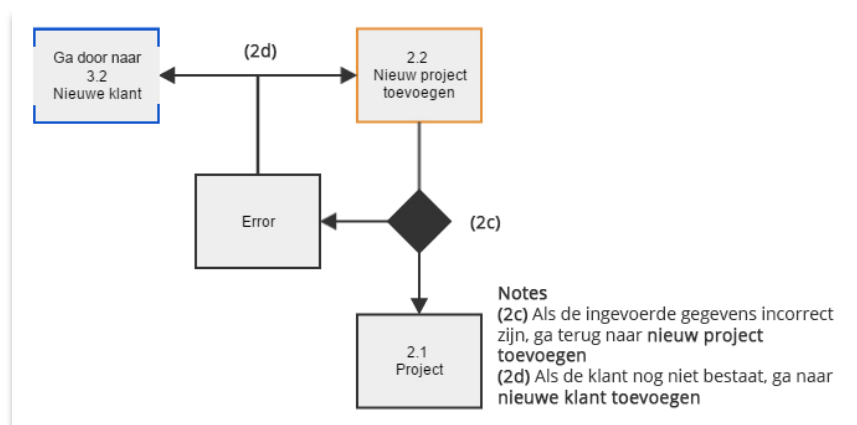 Ga door naar
3.2
Nieuwe klant
(2d)
2.2
Nieuw project
toevoegen
Error
(2c)
2.1
Project
Notes
(2c) Als de ingevoerde gegevens incorrect
zijn, ga terug naar nieuw project
toevoegen
(2d) Als de klant nog niet bestaat, ga naar
nieuwe klant toevoegen